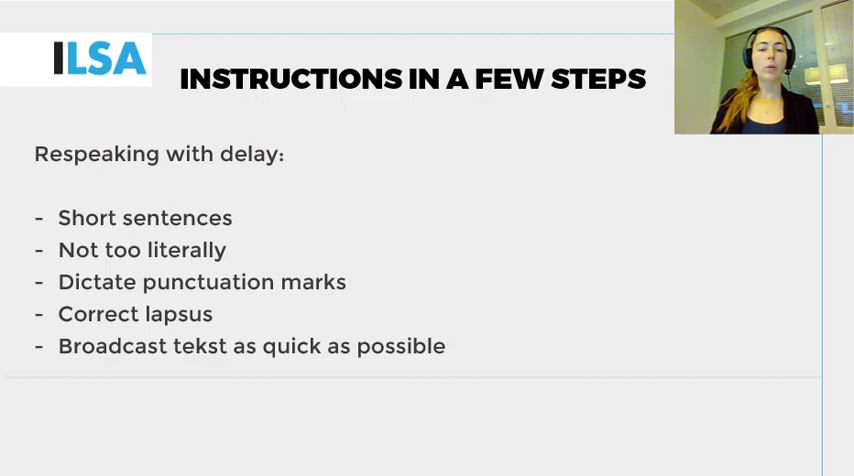 ILSA
INSTRUCTIONS IN A FEW STEPS
Respeaking with delay:
- Short sentences
- Not too literally
- Dictate punctuation marks
- Correct lapsus
- Broadcast tekst as quick as possible